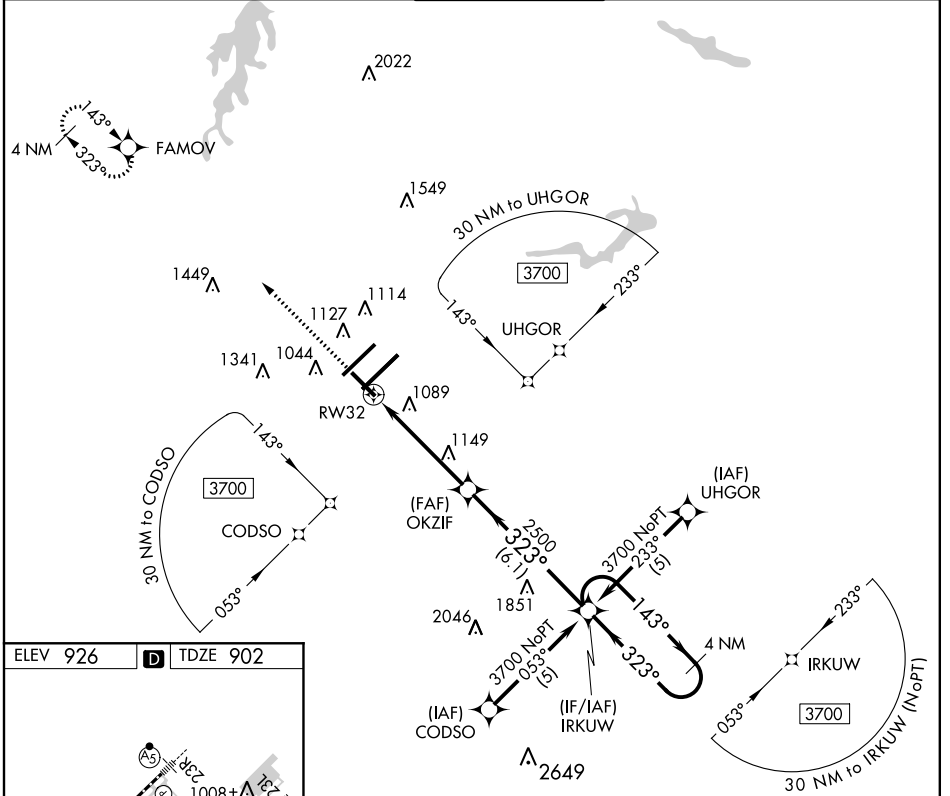 2022
143°
4 NM
323°
FAMOV
1549
30 NM to UHGOR
3700
143°
233°
UHGOR
1449
1114
1127
1341
1044
RW32
1089
1149
30 NM to CODSO
143°
3700
CODSO
053°
(FAF)
OKZIF
(IAF)
UHGOR
2500
323°
(6.1)
3700 NoPT
233°
(5)
1851
2046
143°
4 NM
323°
3700 NoPT
053°
(5)
(IAF)
CODSO
(IF/IAF)
IRKUW
2649
233°
IRKUW
053°
3700
30 NM to IRKUW (NoPT)
ELEV 926
D
TDZE 902
A5
23R
1008±
23L